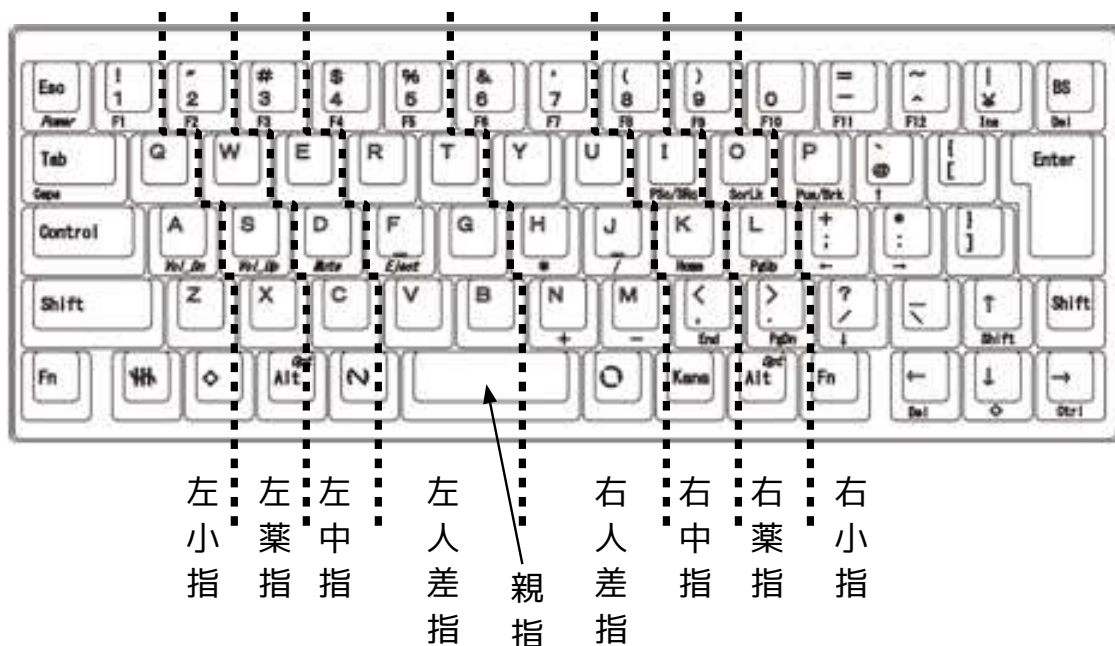 Esc ! 1 " 2 # 3 $ 4 % 5 & 6 ' 7 ( 8 ) 9 0 = - ~ ^ | ¥ BS
Power F1 F2 F3 F4 F5 F6 F7 F8 F9 F10 F11 F12 Ins Del
Tab Q W E R T Y U I O P ` @ { [ Enter
Caps PSc/SRq ScrLk Pus/Brk ↑
Control A S D F G H J K L + ; * : } ]
Vol_Dn Vol_Up Mute Eject * / Home PgUp ← →
Shift Z X C V B N M < , > . ? / _ \ ↑ Shift
+ - End PgDn ↓ Shift
Fn ◇ Alt Kana Alt Fn ← ↓ →
Del ◇ Ctrl
左小指
左薬指
左中指
左人差指
親指
右人差指
右中指
右薬指
右小指